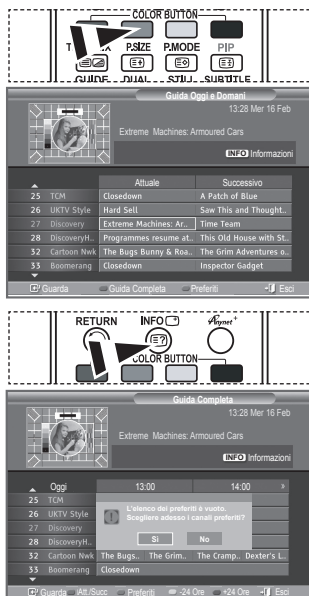 COLOR BUTTON
P.SIZE P.MODE PIP
GUIDE DUAL STILL SUBTITLE
Guida Oggi e Domani
13:28 Mer 16 Feb
Extreme Machines: Armoured Cars
INFO Informazioni
Attuale Successivo
25 TCM Closedown A Patch of Blue
26 UKTV Style Hard Sell Saw This and Thought..
27 Discovery Extreme Machines: Ar.. Time Team
28 DiscoveryH.. Programmes resume at.. This Old House with St..
32 Cartoon Nwk The Bugs Bunny & Roa.. The Grim Adventures o..
33 Boomerang Closedown Inspector Gadget
Guarda Guida Completa Preferiti Esci
RETURN INFO Anynet+
COLOR BUTTON
Guida Completa
13:28 Mer 16 Feb
Extreme Machines: Armoured Cars
INFO Informazioni
Oggi 13:00 14:00 »
25 TCM
26 UKTV Style
27 Discovery
28 DiscoveryH..
L'elenco dei preferiti è vuoto.
Scegliere adesso i canali preferiti?
Sì No
32 Cartoon Nwk The Bugs.. The Grim.. The Cramp.. Dexter's L..
33 Boomerang Closedown
Guarda Att./Succ Preferiti -24 Ore +24 Ore Esci